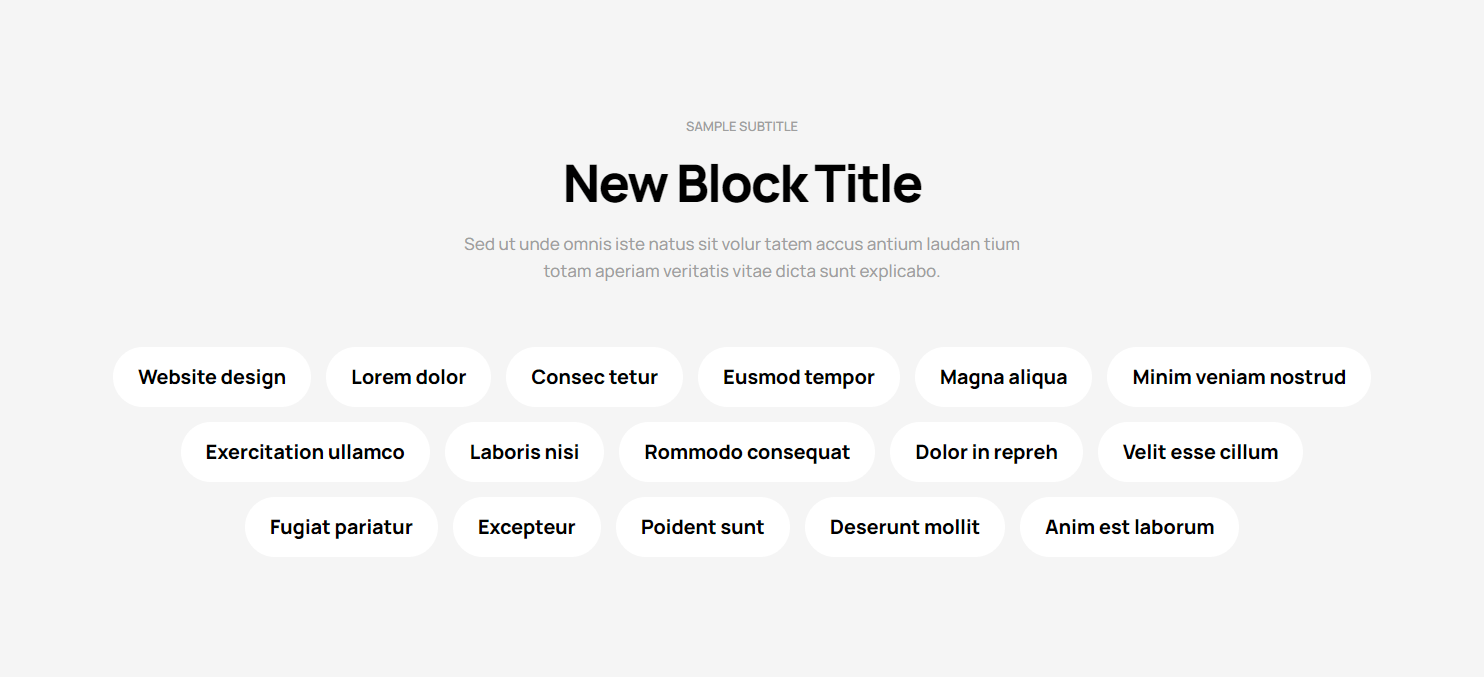 SAMPLE SUBTITLE
New Block Title
Sed ut unde omnis iste natus sit volur tatem accus antium laudan tium
totam aperiam veritatis vitae dicta sunt explicabo.
Website design Lorem dolor Consec tetur Eusmod tempor Magna aliqua Minim veniam nostrud
Exercitation ullamco Laboris nisi Rommodo consequat Dolor in repreh Velit esse cillum
Fugiat pariatur Excepteur Poident sunt Deserunt mollit Anim est laborum